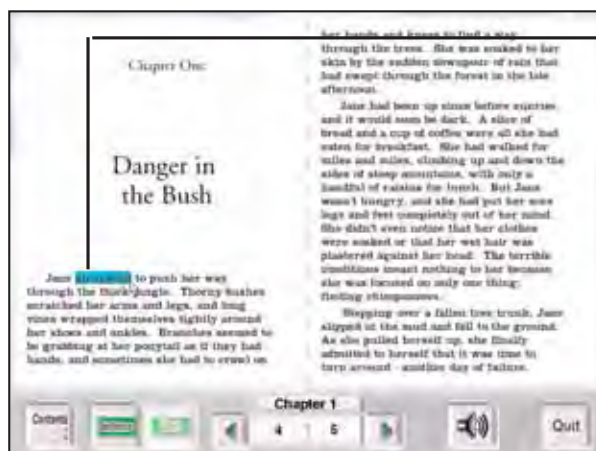 Chapter One
Danger in
the Bush
Jane to push her way
through the thick jungle. Thorny bushes
scratched her arms and legs, and long
vines wrapped themselves tightly around
her shoes and ankles. Branches seemed to
be grabbing at her ponytail as if they had
hands, and sometimes she had to crawl on
her hands and knees to find a way
through the trees. She was soaked to her
skin by the sudden downpour of rain that
had swept through the forest in the late
afternoon.
Jane had been up since before sunrise
and it would soon be dark. A slice of
bread and a cup of coffee were all she had
eaten for breakfast. She had walked for
miles and miles, climbing up and down the
sides of steep mountains, with only a
handful of raisins for lunch. But Jane
wasn't hungry, and she had put her sore
legs and feet completely out of her mind.
She didn't even notice that her clothes
were soaked or that her wet hair was
plastered against her head. The terrible
conditions meant nothing to her because
she was focused on only one thing:
finding chimpanzees.
Stepping over a fallen tree trunk, Jane
slipped in the mud and fell to the ground.
As she pulled herself up, she finally
admitted to herself that it was time to
turn around - another day of failure.
Contents
Chapter 1
4 5
Quit